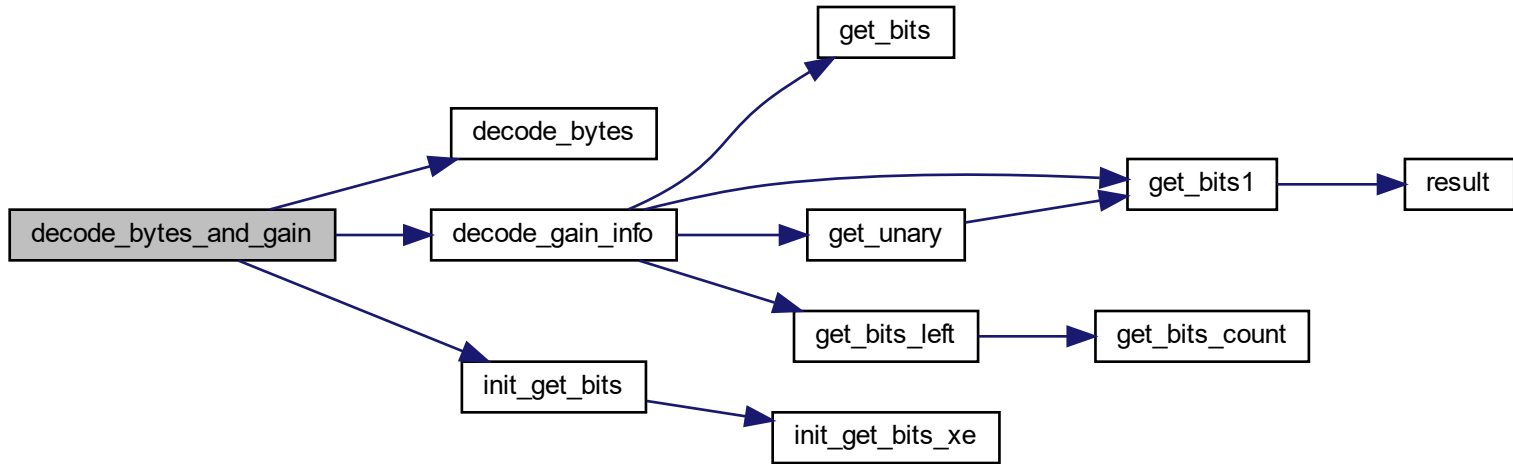 get_bits
decode_bytes
get_bits1
result
decode_bytes_and_gain
decode_gain_info
get_unary
get_bits_left
get_bits_count
init_get_bits
init_get_bits_xe